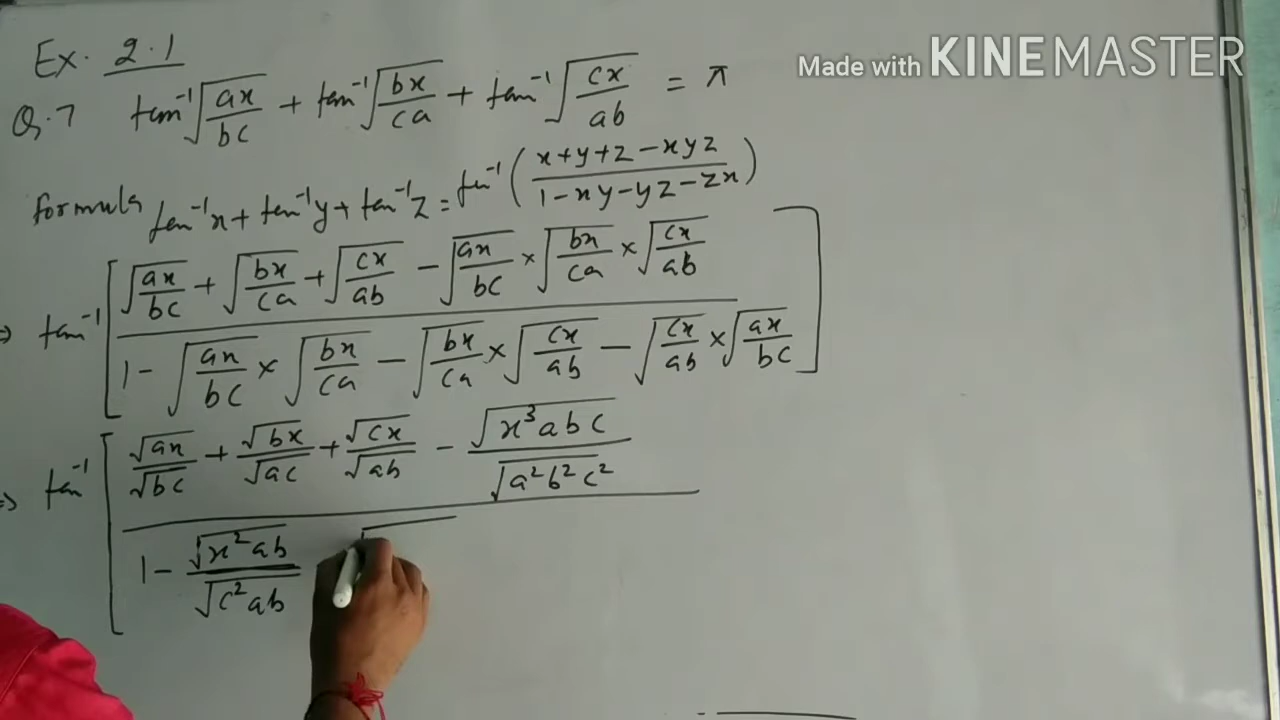 Ex. 2.1
Made with KINEMASTER
Q.7 tan⁻¹√(ax/bc) + tan⁻¹√(bx/ca) + tan⁻¹√(cx/ab) = π
formula tan⁻¹x + tan⁻¹y + tan⁻¹z = tan⁻¹((x+y+z-xyz)/(1-xy-yz-zx))
⇒ tan⁻¹[(√(ax/bc) + √(bx/ca) + √(cx/ab) - √(ax/bc) × √(bx/ca) × √(cx/ab))/(1 - √(ax/bc) × √(bx/ca) - √(bx/ca) × √(cx/ab) - √(cx/ab) × √(ax/bc))]
⇒ tan⁻¹[(√ax/√bc + √bx/√ac + √cx/√ab - √(x³abc)/√(a²b²c²))/(1 - √(x²ab)/√(c²ab)